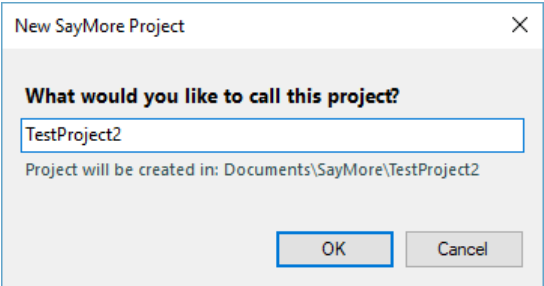 New SayMore Project
What would you like to call this project?
TestProject2
Project will be created in: Documents\SayMore\TestProject2
OK
Cancel